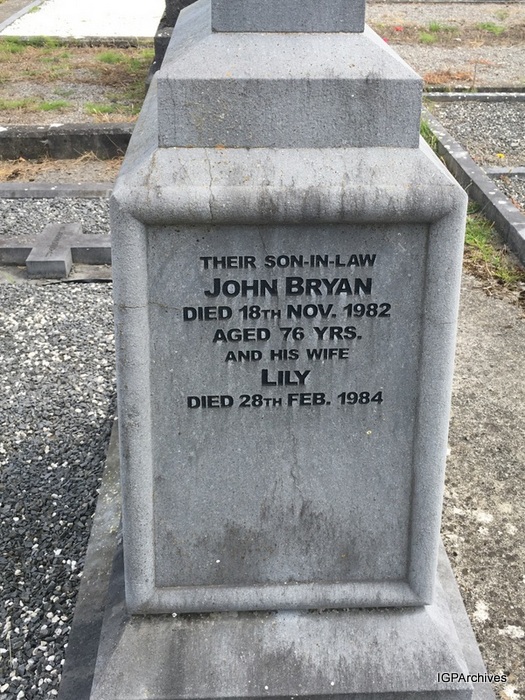 THEIR SON-IN-LAW
JOHN BRYAN
DIED 18TH NOV. 1982
AGED 76 YRS.
AND HIS WIFE
LILY
DIED 28TH FEB. 1984
IGPArchives